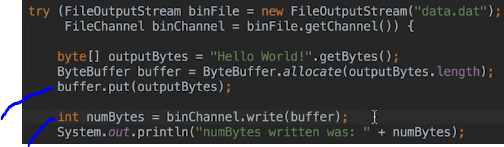 try (FileOutputStream binFile = new FileOutputStream("data.dat");
FileChannel binChannel = binFile.getChannel()) {
byte[] outputBytes = "Hello World!".getBytes();
ByteBuffer buffer = ByteBuffer.allocate(outputBytes.length);
buffer.put(outputBytes);
int numBytes = binChannel.write(buffer);
System.out.println("numBytes written was: " + numBytes);